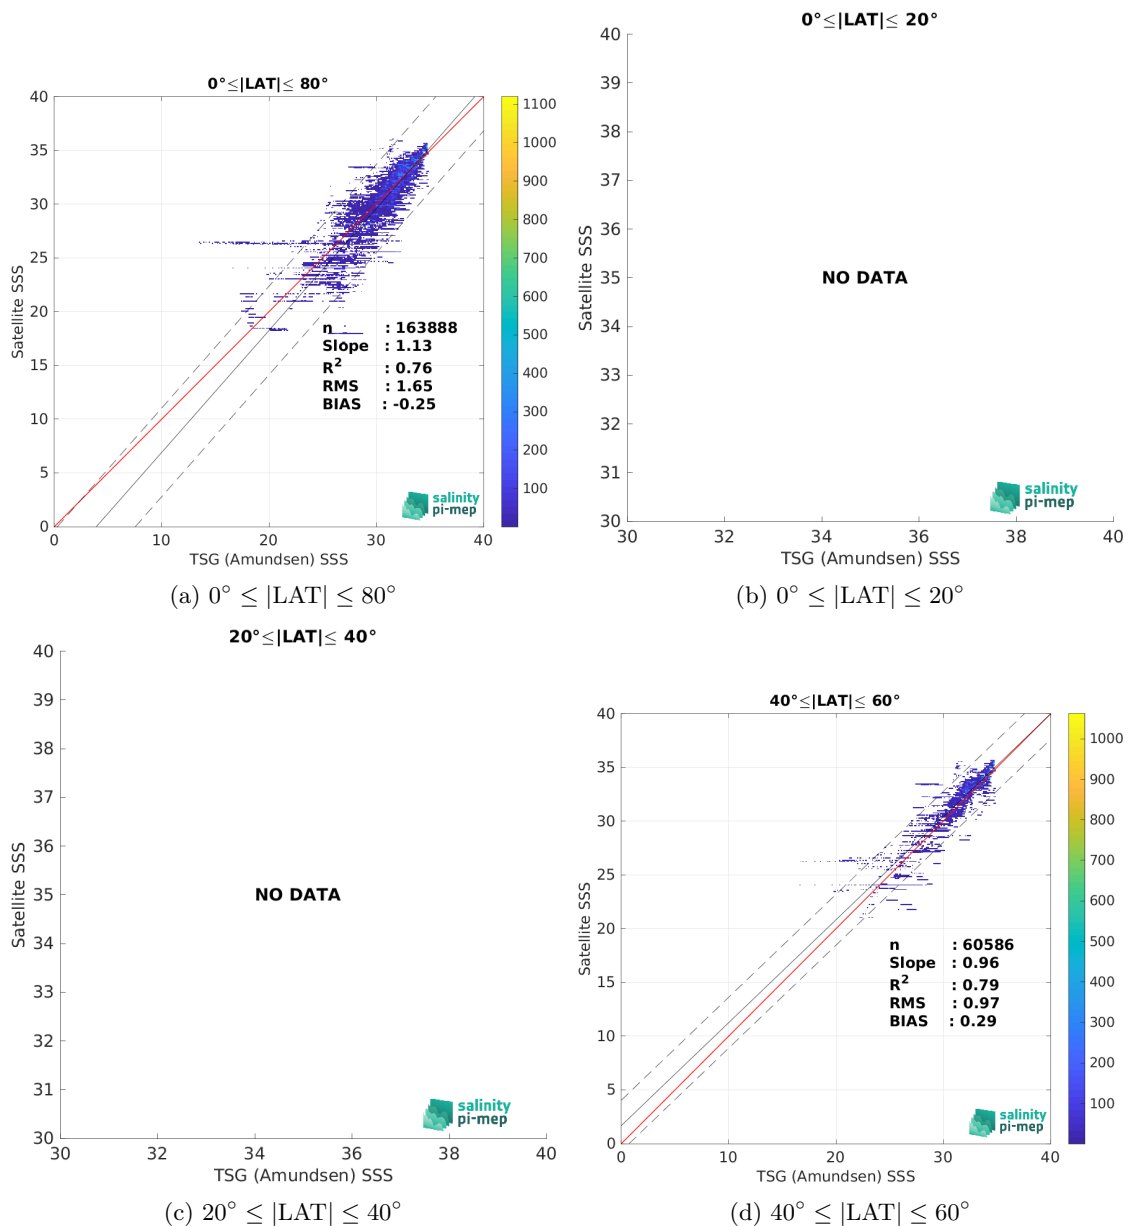 0°≤|LAT|≤ 80°
40
35
30
25
20
15
10
5
0
0
10
20
30
40
Satellite SSS
TSG (Amundsen) SSS
n : 163888
Slope : 1.13
R² : 0.76
RMS : 1.65
BIAS : -0.25
salinity
pi-mep
1100
1000
900
800
700
600
500
400
300
200
100
(a) 0° ≤ |LAT| ≤ 80°
0°≤|LAT|≤ 20°
40
39
38
37
36
35
34
33
32
31
30
30
32
34
36
38
40
Satellite SSS
TSG (Amundsen) SSS
NO DATA
salinity
pi-mep
(b) 0° ≤ |LAT| ≤ 20°
20°≤|LAT|≤ 40°
40
39
38
37
36
35
34
33
32
31
30
30
32
34
36
38
40
Satellite SSS
TSG (Amundsen) SSS
NO DATA
salinity
pi-mep
(c) 20° ≤ |LAT| ≤ 40°
40°≤|LAT|≤ 60°
40
35
30
25
20
15
10
5
0
0
10
20
30
40
Satellite SSS
TSG (Amundsen) SSS
n : 60586
Slope : 0.96
R² : 0.79
RMS : 0.97
BIAS : 0.29
salinity
pi-mep
1000
900
800
700
600
500
400
300
200
100
(d) 40° ≤ |LAT| ≤ 60°